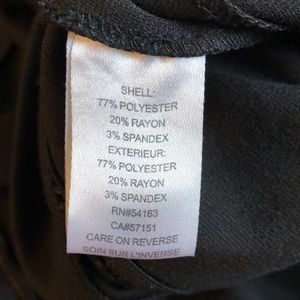 SHELL:
77% POLYESTER
20% RAYON
3% SPANDEX
EXTERIEUR:
77% POLYESTER
20% RAYON
3% SPANDEX
RN#54163
CA#57151
CARE ON REVERSE
SOIN SUR L'INVERSE